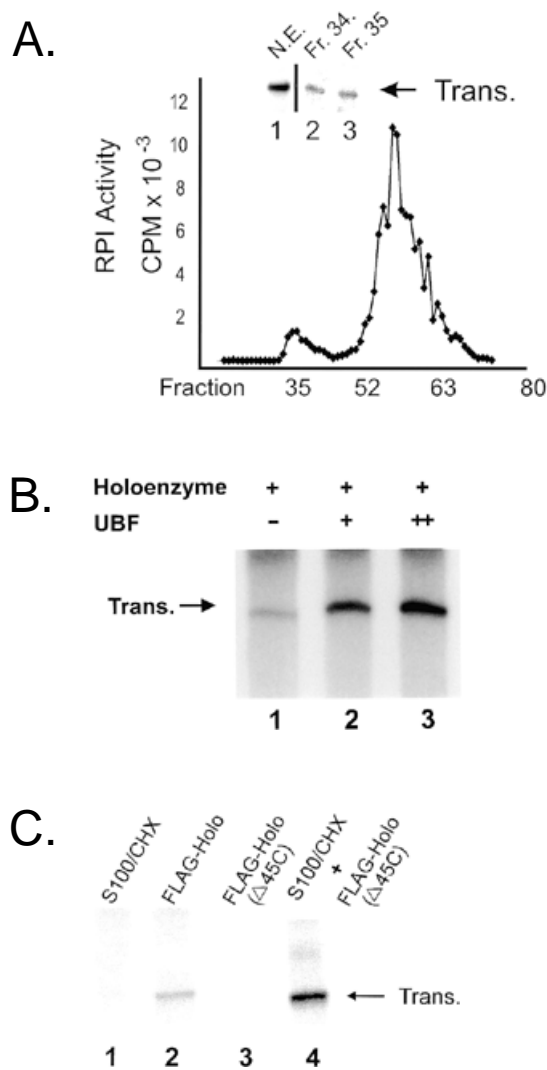 A.
N.E.
Fr. 34.
Fr. 35
Trans.
1 2 3
RPI Activity
CPM x 10 -3
12
10
8
6
4
2
Fraction 35 52 63 80
B.
Holoenzyme + + +
UBF - + ++
Trans.
1 2 3
C.
S100/CHX
FLAG-Holo
FLAG-Holo
(△45C)
S100/CHX
+
FLAG-Holo
(△45C)
Trans.
1 2 3 4